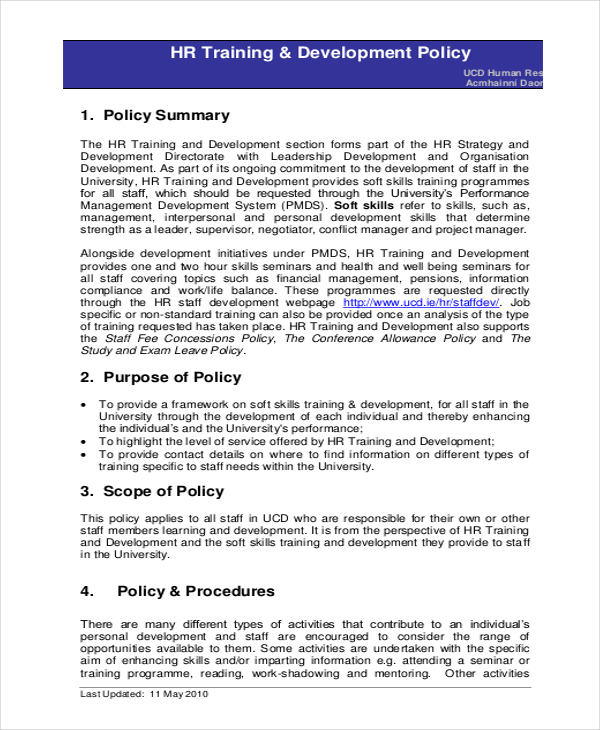 HR Training & Development Policy
UCD Human Res
Acmhainní Daor
1. Policy Summary
The HR Training and Development section forms part of the HR Strategy and
Development Directorate with Leadership Development and Organisation
Development. As part of its ongoing commitment to the development of staff in the
University, HR Training and Development provides soft skills training programmes
for all staff, which should be requested through the University's Performance
Management Development System (PMDS). Soft skills refer to skills, such as,
management, interpersonal and personal development skills that determine
strength as a leader, supervisor, negotiator, conflict manager and project manager.
Alongside development initiatives under PMDS, HR Training and Development
provides one and two hour skills seminars and health and well being seminars for
all staff covering topics such as financial management, pensions, information
compliance and work/life balance. These programmes are requested directly
through the HR staff development webpage http://www.ucd.ie/hr/staffdev/. Job
specific or non-standard training can also be provided once an analysis of the type
of training requested has taken place. HR Training and Development also supports
the Staff Fee Concessions Policy, The Conference Allowance Policy and The
Study and Exam Leave Policy.
2. Purpose of Policy
• To provide a framework on soft skills training & development, for all staff in the
University through the development of each individual and thereby enhancing
the individual's and the University's performance;
• To highlight the level of service offered by HR Training and Development;
• To provide contact details on where to find information on different types of
training specific to staff needs within the University.
3. Scope of Policy
This policy applies to all staff in UCD who are responsible for their own or other
staff members learning and development. It is from the perspective of HR Training
and Development and the soft skills training and development they provide to staff
in the University.
4. Policy & Procedures
There are many different types of activities that contribute to an individual's
personal development and staff are encouraged to consider the range of
opportunities available to them. Some activities are undertaken with the specific
aim of enhancing skills and/or imparting information e.g. attending a seminar or
training programme, reading, work-shadowing and mentoring. Other activities
Last Updated: 11 May 2010